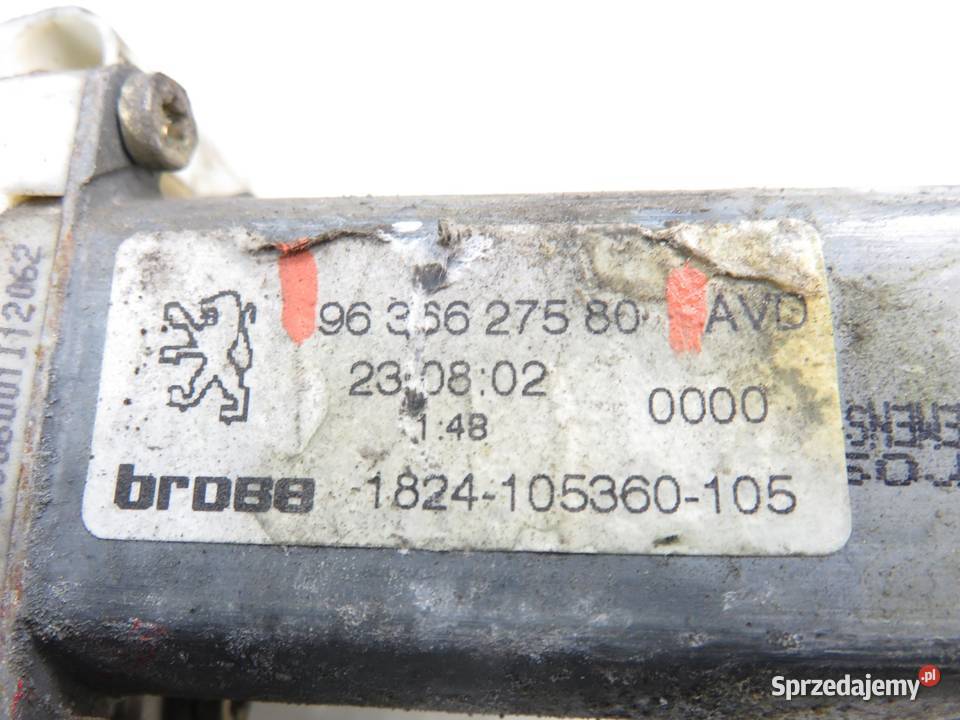 96 366 275 80 AVD
23:08:02
0000
1.48
brose 1824-105360-105
Sprzedajemy.pl